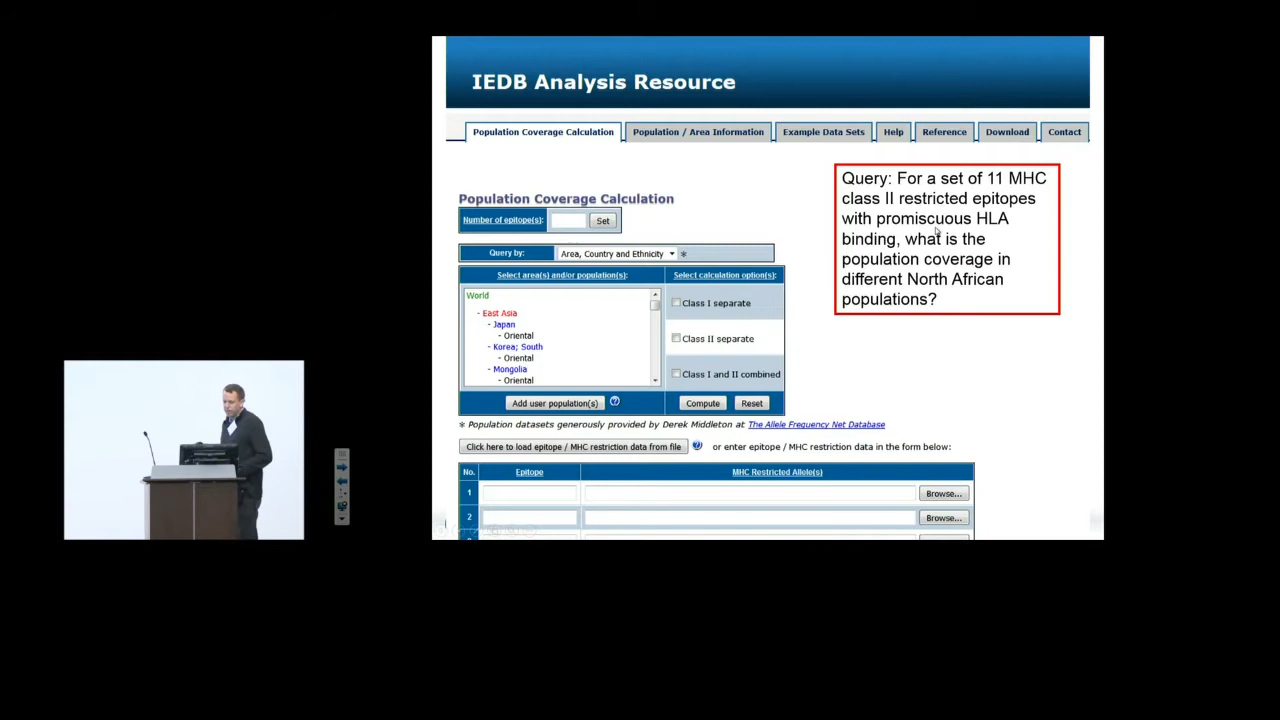 IEDB Analysis Resource
Population Coverage Calculation
Population / Area Information
Example Data Sets
Help
Reference
Download
Contact
Query: For a set of 11 MHC
class II restricted epitopes
with promiscuous HLA
binding, what is the
population coverage in
different North African
populations?
Population Coverage Calculation
Number of epitope(s):
Set
Query by:
Area, Country and Ethnicity
*
Select area(s) and/or population(s):
Select calculation option(s):
World
- East Asia
- Japan
- Oriental
- Korea; South
- Oriental
- Mongolia
- Oriental
Class I separate
Class II separate
Class I and II combined
Add user population(s)
?
Compute
Reset
* Population datasets generously provided by Derek Middleton at The Allele Frequency Net Database
Click here to load epitope / MHC restriction data from file ? or enter epitope / MHC restriction data in the form below:
No.
Epitope
MHC Restricted Allele(s)
1
Browse...
2
Browse...